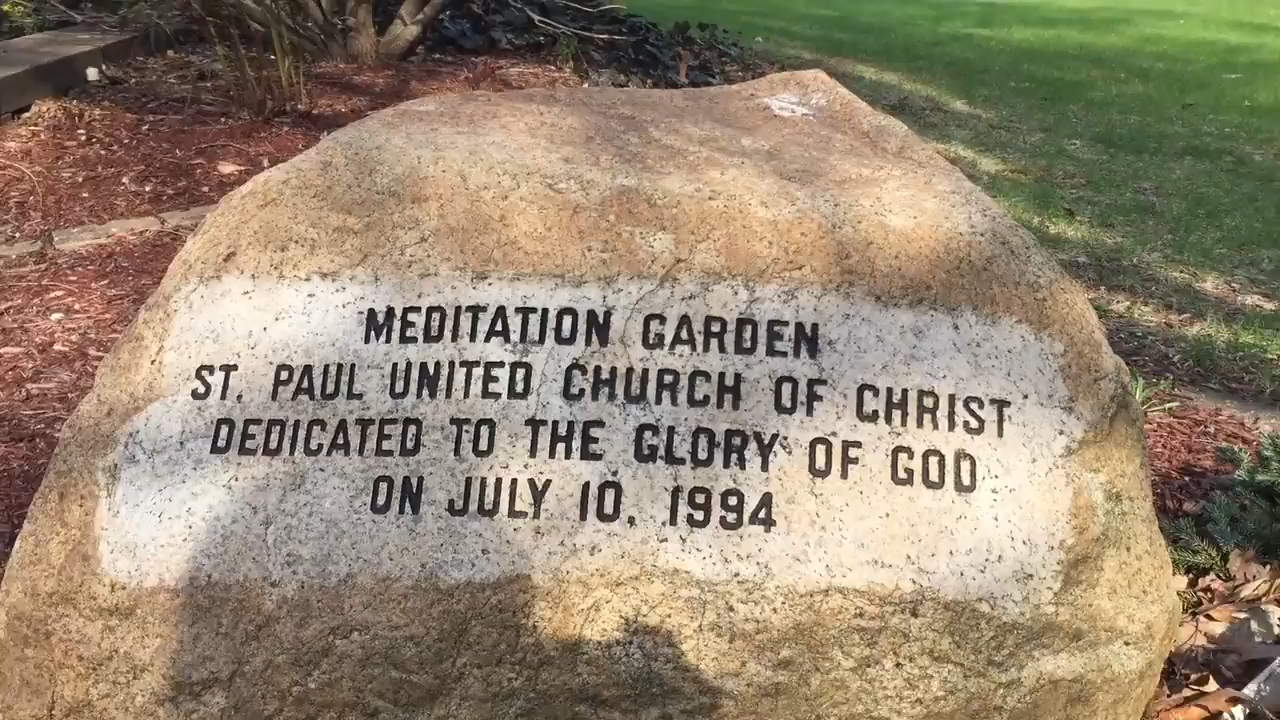 MEDITATION GARDEN
ST. PAUL UNITED CHURCH OF CHRIST
DEDICATED TO THE GLORY OF GOD
ON JULY 10, 1994